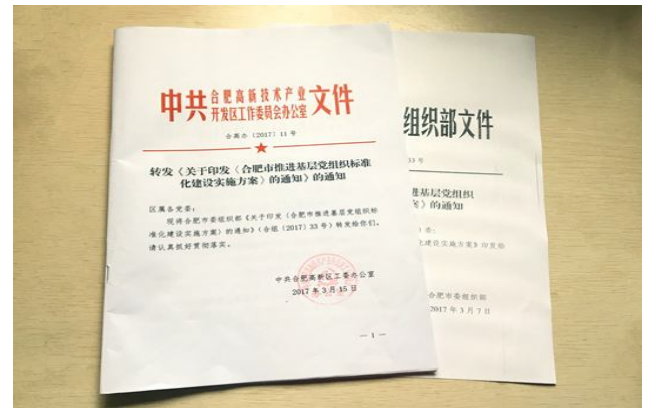 中共合肥高新技术产业开发区工作委员会办公室文件
合高办〔2017〕11号
转发《关于印发〈合肥市推进基层党组织标准
化建设实施方案〉的通知》的通知
区属各党委：
现将合肥市委组织部《关于印发〈合肥市推进基层党组织标
准化建设实施方案〉的通知》（合组〔2017〕33号）转发给你们，
请认真抓好贯彻落实。
中共合肥高新区工委办公室
2017年3月15日
—1—
组织部文件
33号
进基层党组织
案》的通知
委：
化建设实施方案》印发给
合肥市委组织部
2017年3月7日